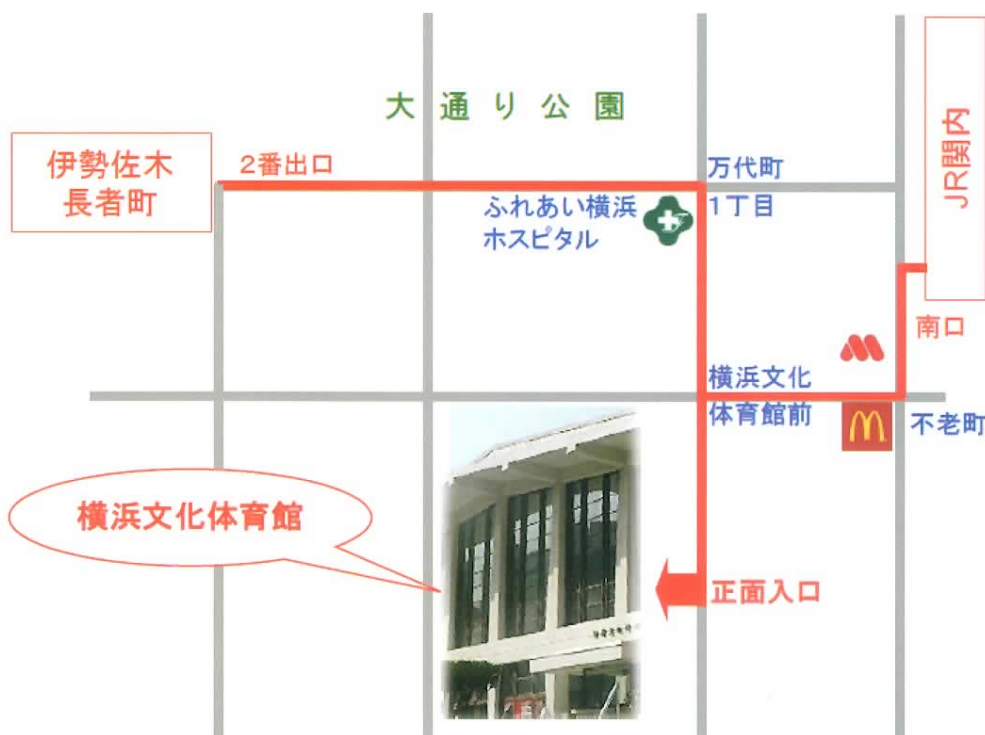 大通り公園
伊勢佐木
長者町
2番出口
万代町
1丁目
ふれあい横浜
ホスピタル
JR関内
南口
横浜文化
体育館前
不老町
横浜文化体育館
正面入口